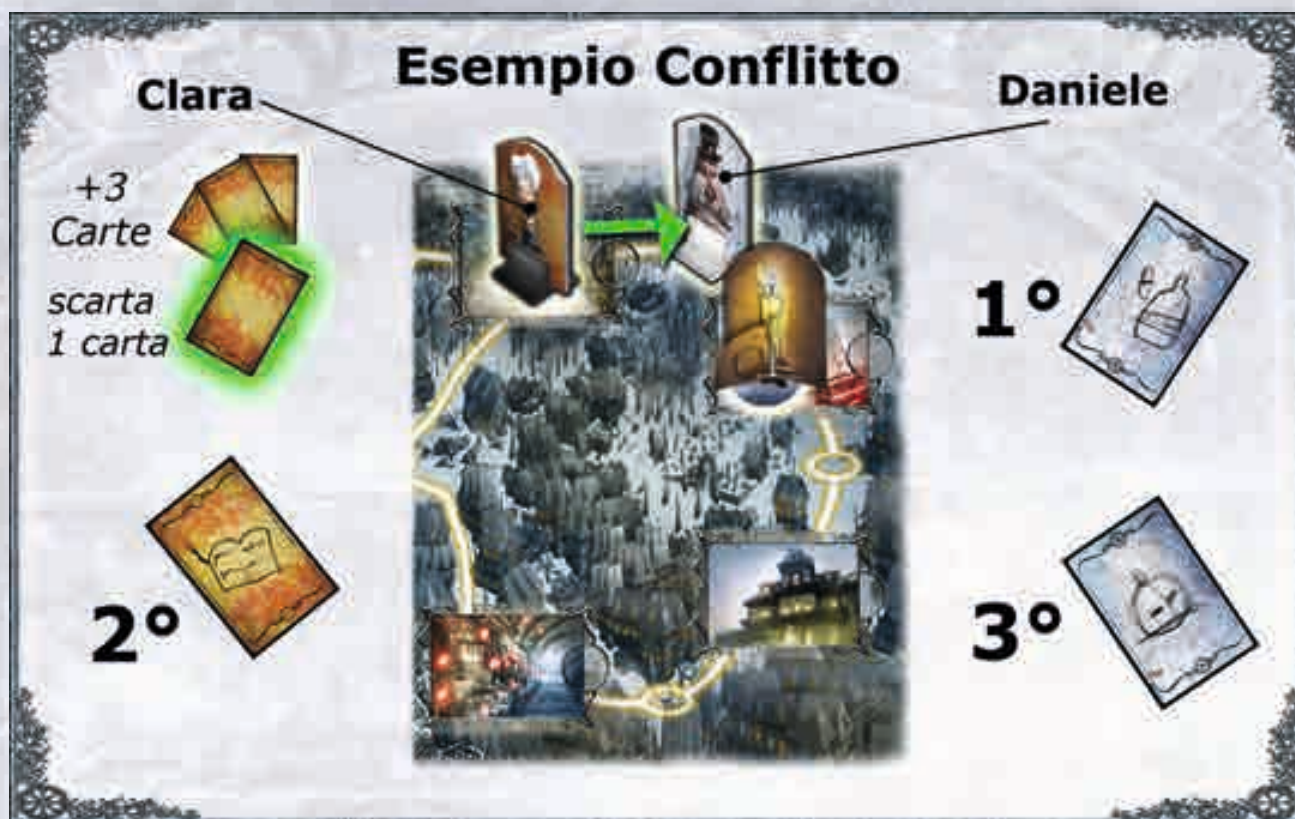 Esempio Conflitto
Clara
Daniele
+3
Carte
scarta
1 carta
1°
2°
3°